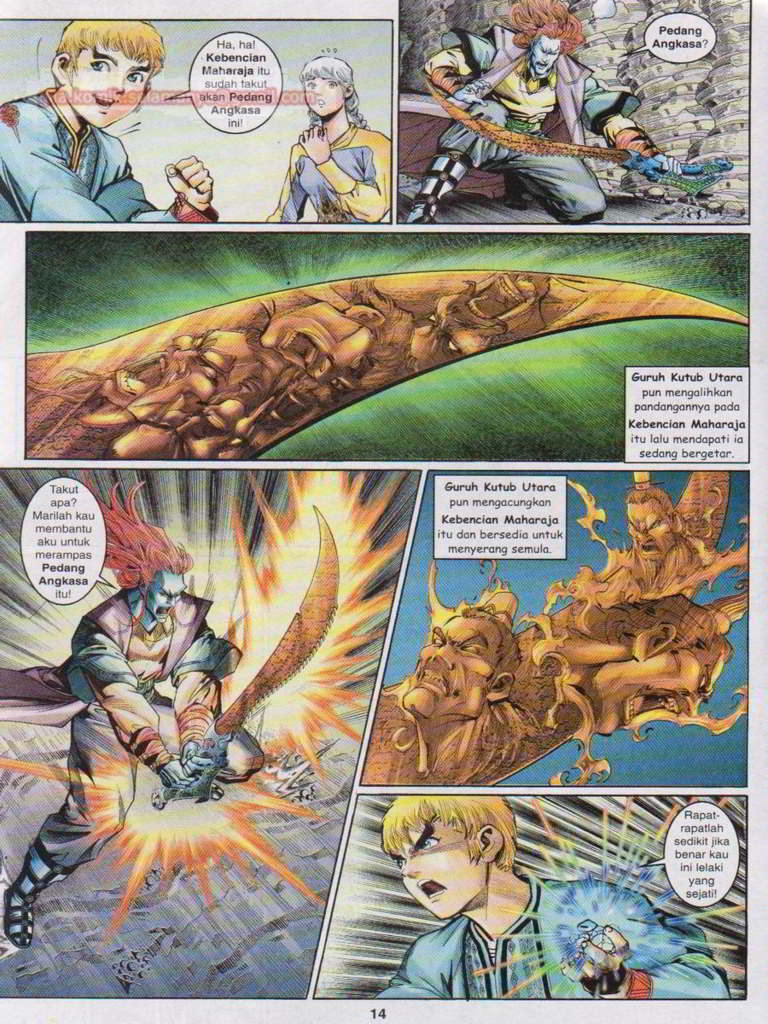 Ha, ha!
Kebencian
Maharaja itu
sudah takut
akan Pedang
Angkasa
ini!
Pedang
Angkasa?
Guruh Kutub Utara
pun mengalihkan
pandangannya pada
Kebencian Maharaja
itu lalu mendapati ia
sedang bergetar.
Takut
apa?
Marilah kau
membantu
aku untuk
merampas
Pedang
Angkasa
itu!
Guruh Kutub Utara
pun mengacungkan
Kebencian Maharaja
itu dan bersedia untuk
menyerang semula.
Rapat-
rapatlah
sedikit jika
benar kau
ini lelaki
yang
sejati!
14